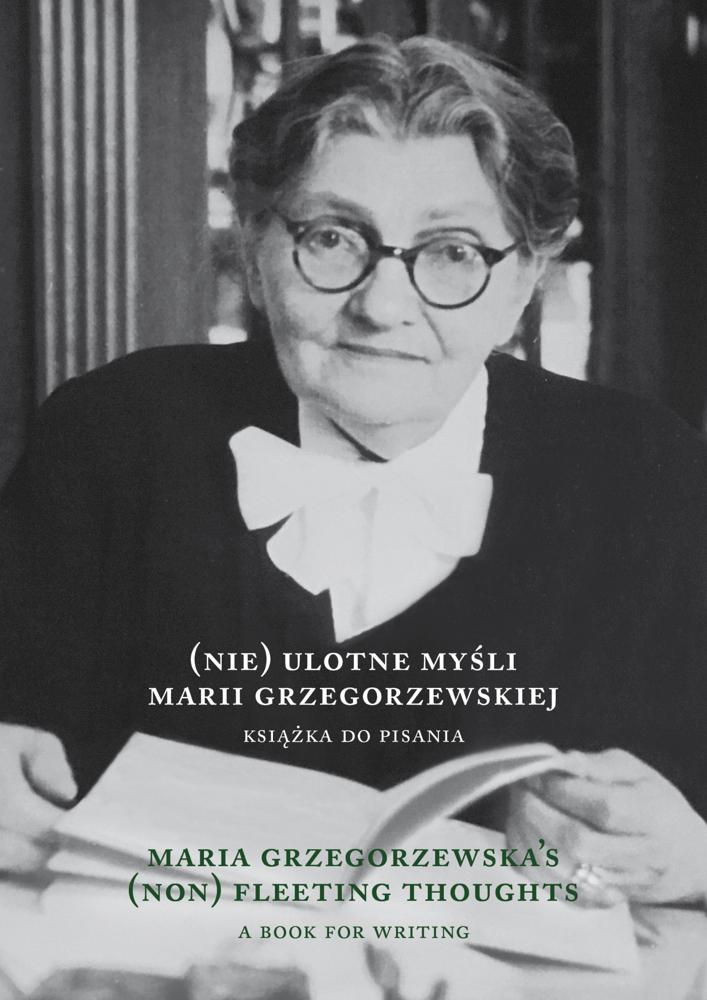 (NIE) ULOTNE MYŚLI
MARII GRZEGORZEWSKIEJ
KSIĄŻKA DO PISANIA
MARIA GRZEGORZEWSKA'S
(NON) FLEETING THOUGHTS
A BOOK FOR WRITING